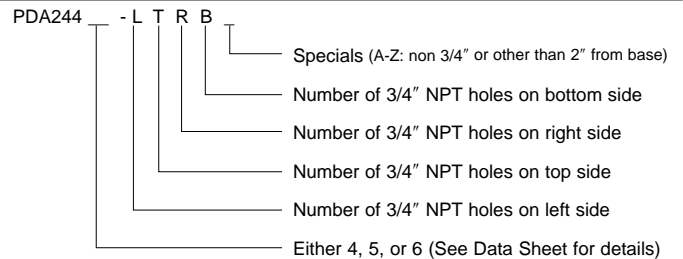 PDA244 __ - L T R B _
Specials (A-Z: non 3/4″ or other than 2″ from base)
Number of 3/4″ NPT holes on bottom side
Number of 3/4″ NPT holes on right side
Number of 3/4″ NPT holes on top side
Number of 3/4″ NPT holes on left side
Either 4, 5, or 6 (See Data Sheet for details)